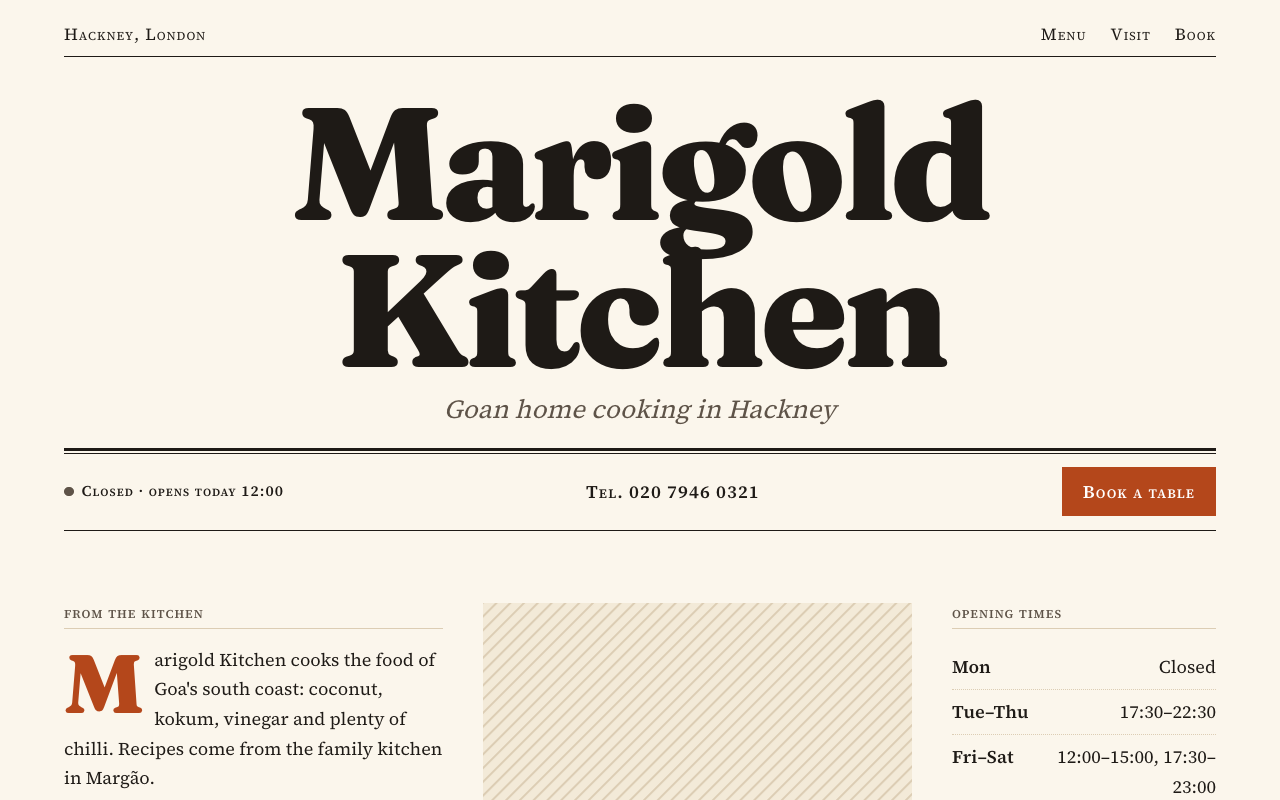 Hackney, London
Menu Visit Book
Marigold
Kitchen
Goan home cooking in Hackney
Closed · opens today 12:00
Tel. 020 7946 0321
Book a table
FROM THE KITCHEN
Marigold Kitchen cooks the food of
Goa's south coast: coconut,
kokum, vinegar and plenty of
chilli. Recipes come from the family kitchen
in Margão.
OPENING TIMES
Mon Closed
Tue–Thu 17:30–22:30
Fri–Sat 12:00–15:00, 17:30–
23:00